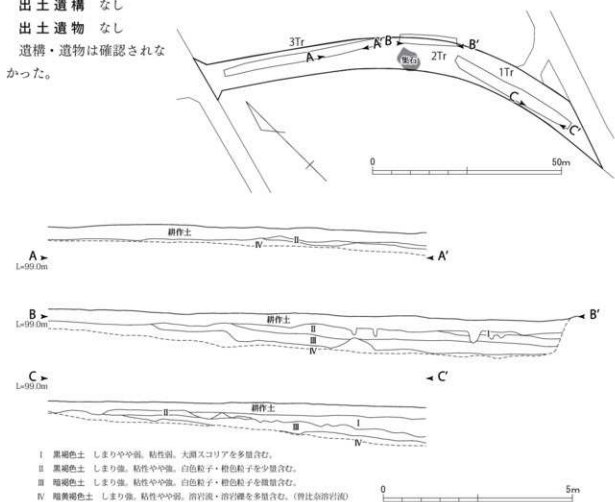 出土遺構 なし
出土遺物 なし
遺構・遺物は確認されな
かった。
3Tr
A
A′
B
B′
集石
2Tr
1Tr
C
C′
0
50m
耕作土
II
IV
A
A′
L=99.0m
B
B′
L=99.0m
耕作土
I
II
III
IV
C
C′
L=99.0m
耕作土
II
I
III
IV
I 黒褐色土 しまりやや弱。粘性弱。大淵スコリアを多量含む。
II 黒褐色土 しまり強。粘性やや強。白色粒子・橙色粒子を少量含む。
III 暗褐色土 しまり強。粘性やや強。白色粒子・橙色粒子を微量含む。
IV 暗黄褐色土 しまり強。粘性やや弱。溶岩流・溶岩礫を多量含む。(曽比奈溶岩流)
0
5m